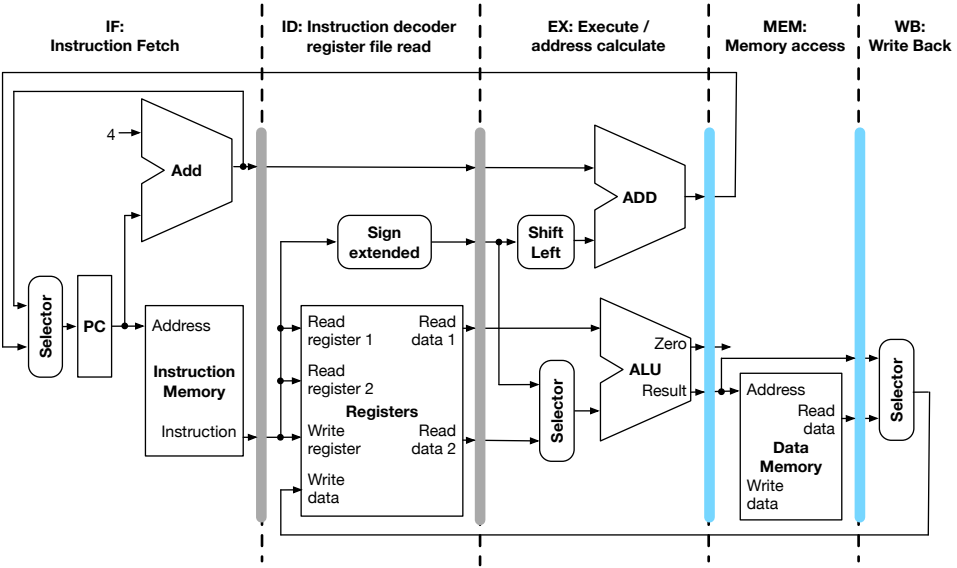 IF:
Instruction Fetch
ID: Instruction decoder
register file read
EX: Execute /
address calculate
MEM:
Memory access
WB:
Write Back
4
Add
ADD
Sign
extended
Shift
Left
Selector
PC
Address
Instruction
Memory
Instruction
Read
register 1
Read
data 1
Read
register 2
Registers
Write
register
Read
data 2
Write
data
Selector
Zero
ALU
Result
Address
Read
data
Data
Memory
Write
data
Selector